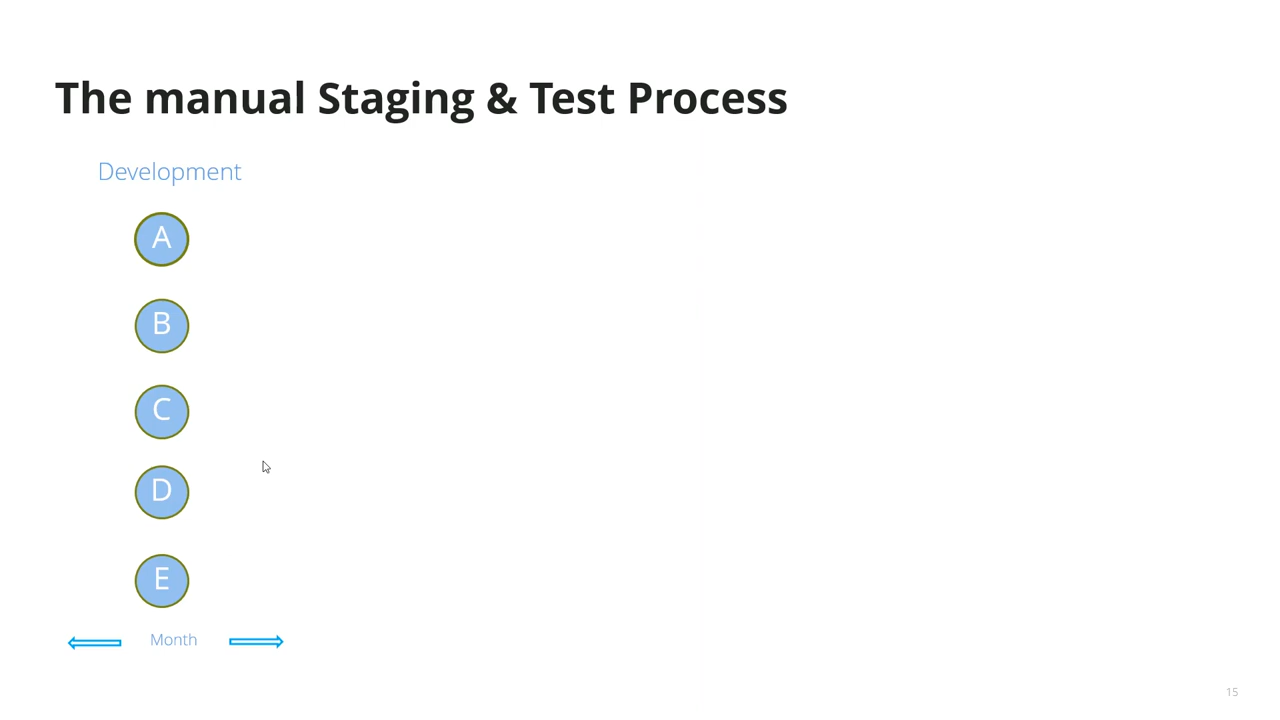 The manual Staging & Test Process
Development
A
B
C
D
E
Month
15